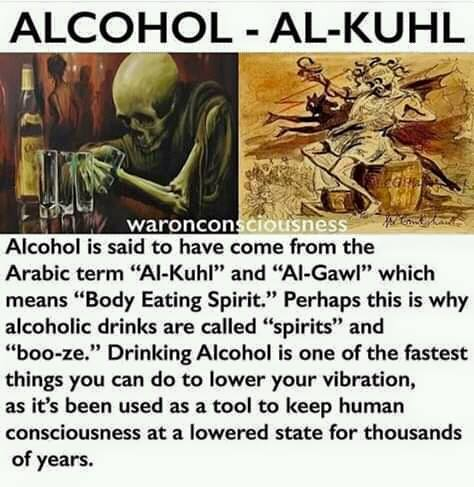 ALCOHOL - AL-KUHL
waronconsciousness
Alcohol is said to have come from the
Arabic term “Al-Kuhl” and “Al-Gawl” which
means “Body Eating Spirit.” Perhaps this is why
alcoholic drinks are called “spirits” and
“boo-ze.” Drinking Alcohol is one of the fastest
things you can do to lower your vibration,
as it’s been used as a tool to keep human
consciousness at a lowered state for thousands
of years.